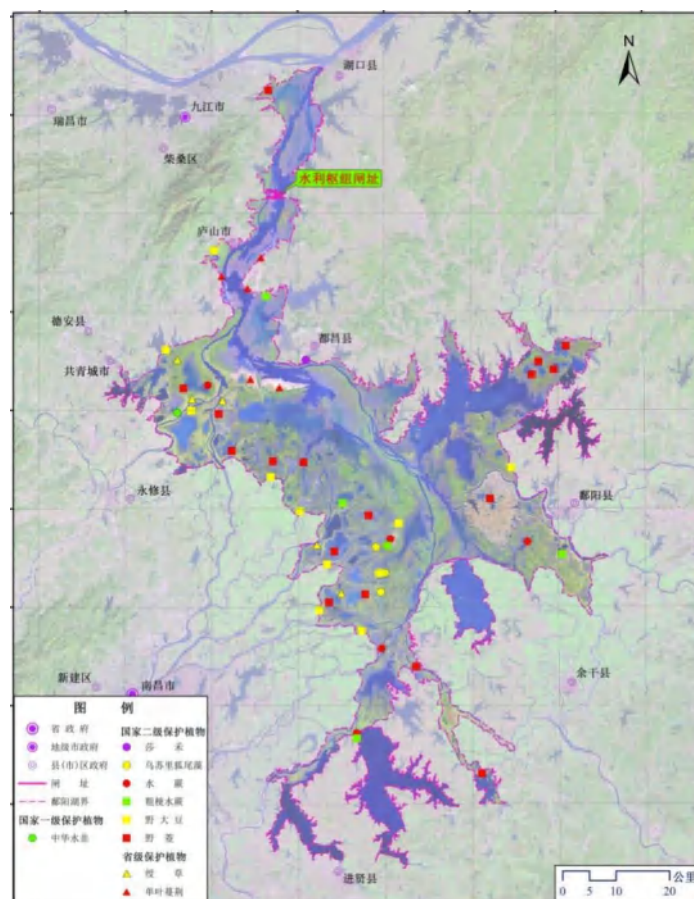 N
湖口县
九江市
瑞昌市
柴桑区
水利枢纽闸址
庐山市
德安县
都昌县
共青城市
永修县
鄱阳县
新建区
南昌市
余干县
进贤县
图 例
省 政 府
地级市政府
县(市)区政府
闸 址
鄱阳湖界
国家一级保护植物
中华水韭
国家二级保护植物
莎 禾
乌苏里狐尾藻
水 蕨
粗梗水蕨
野 大 豆
野 菱
省级保护植物
绶 草
单叶蔓荆
公里
0 5 10 20